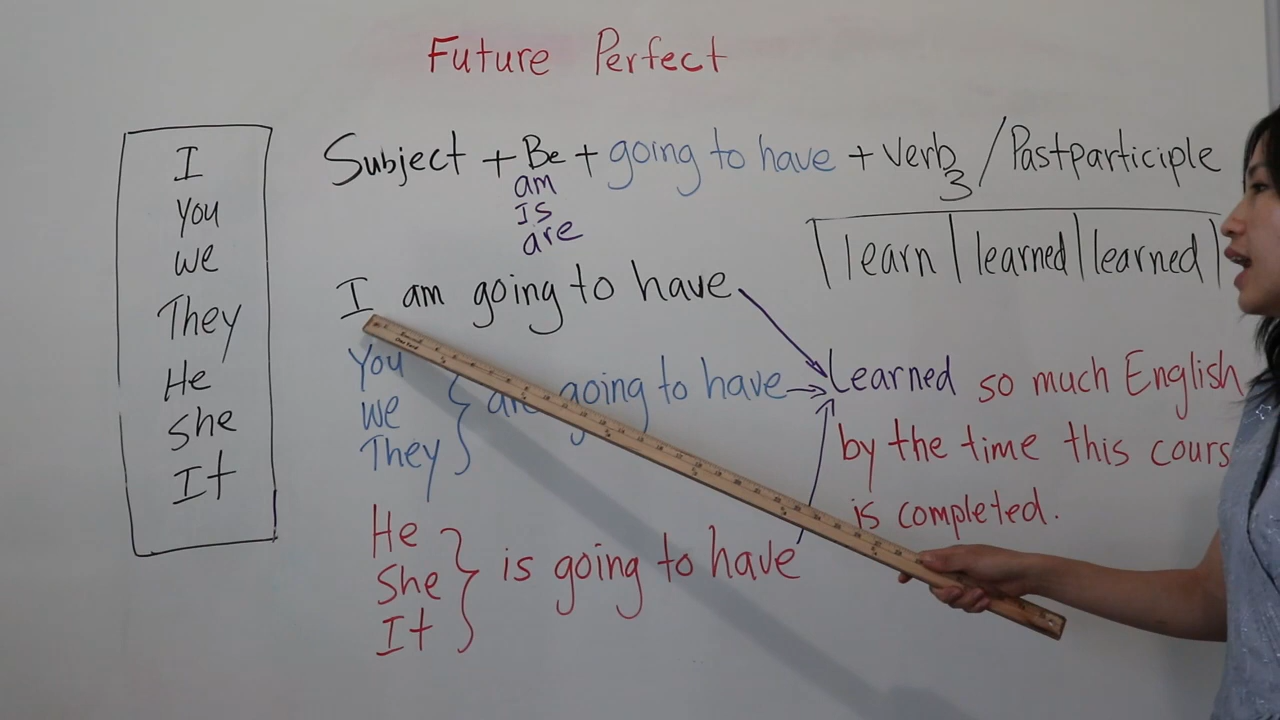 Future Perfect
I
You
we
They
He
she
It
Subject + Be + going to have + verb3 / Pastparticiple
am
Is
are
learn | learned | learned
I am going to have
You
we
They
are going to have
Learned so much English
by the time this cours
is completed.
He
She
It
is going to have